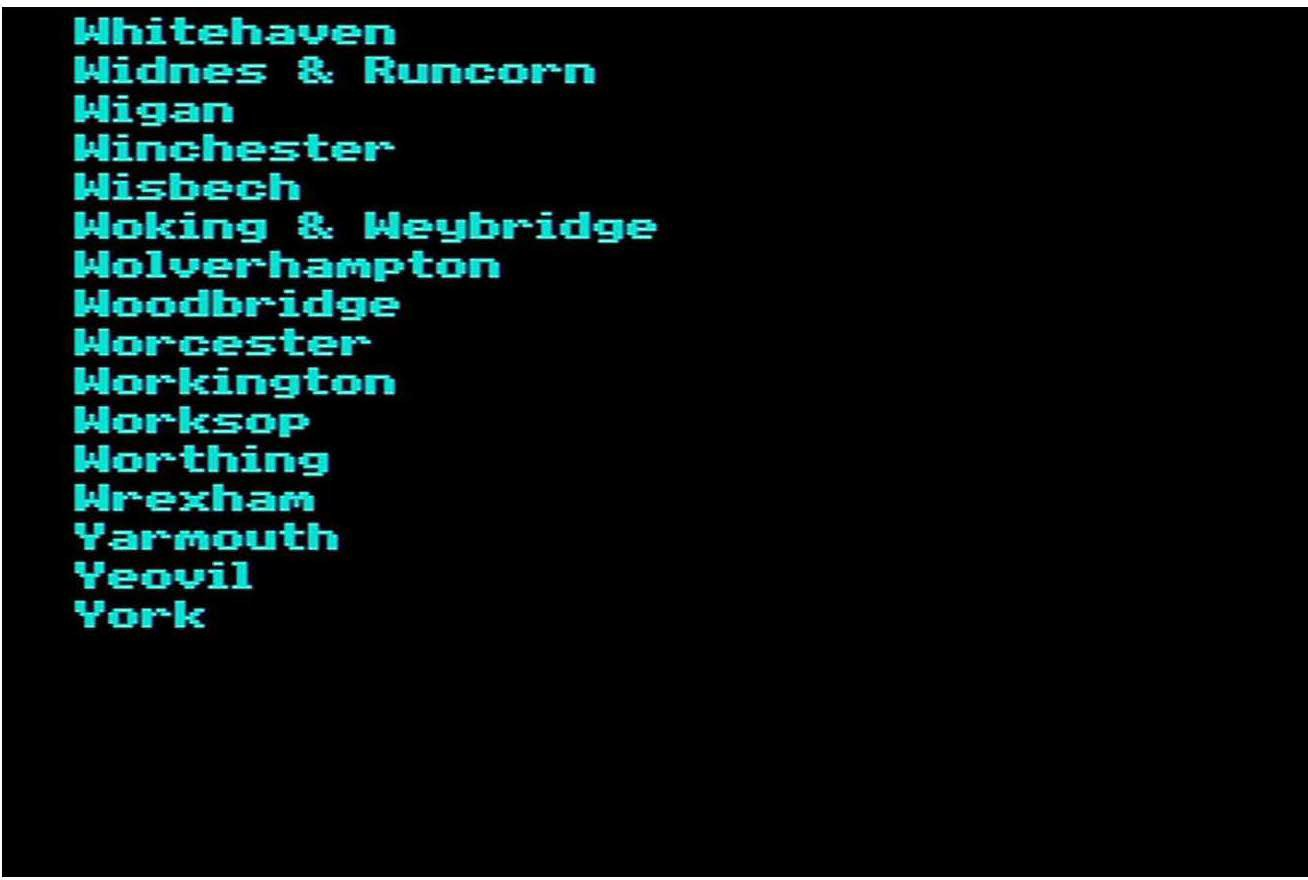 Whitehaven
Widnes & Runcorn
Wigan
Winchester
Wisbech
Woking & Weybridge
Wolverhampton
Woodbridge
Worcester
Workington
Worksop
Worthing
Wrexham
Yarmouth
Yeovil
York